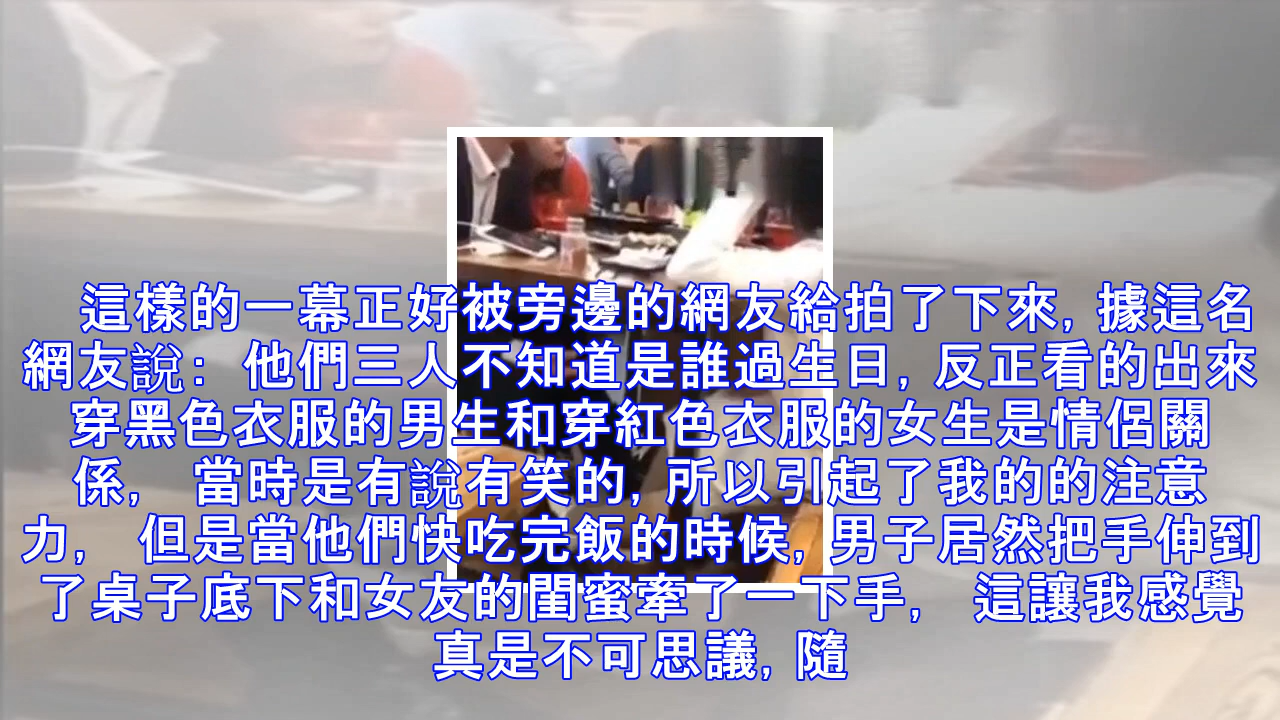 這樣的一幕正好被旁邊的網友給拍了下來, 據這名
網友說: 他們三人不知道是誰過生日, 反正看的出來
穿黑色衣服的男生和穿紅色衣服的女生是情侶關
係, 當時是有說有笑的, 所以引起了我的的注意
力, 但是當他們快吃完飯的時候, 男子居然把手伸到
了桌子底下和女友的閨蜜牽了一下手, 這讓我感覺
真是不可思議, 隨